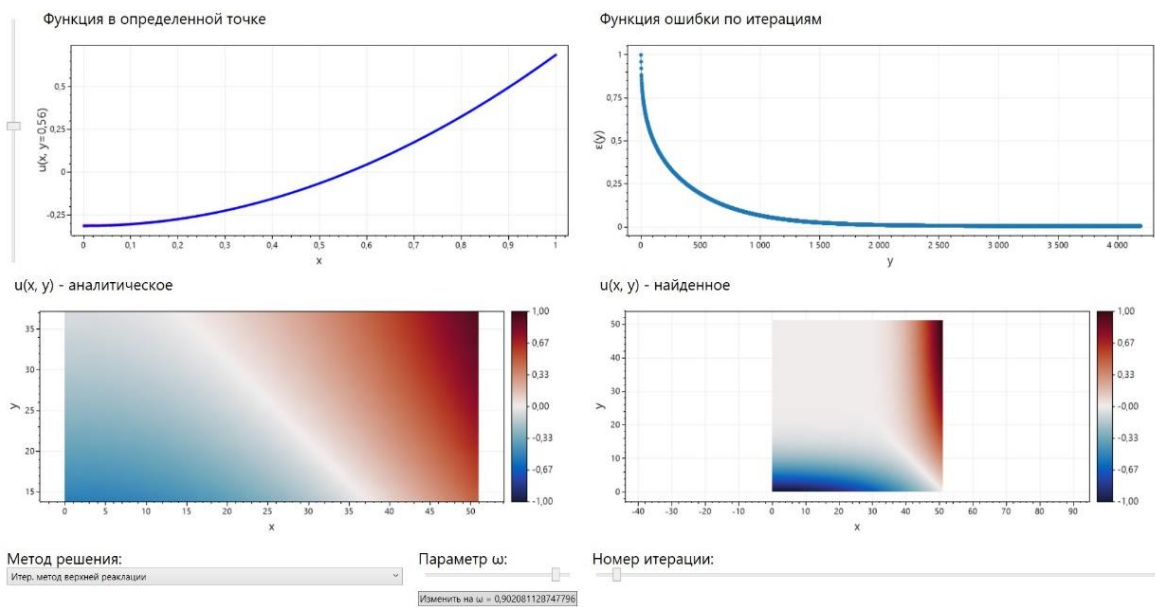 Функция в определенной точке
u(x, y=0,56)
0,5
0,25
0
-0,25
0 0,1 0,2 0,3 0,4 0,5 0,6 0,7 0,8 0,9 1
x
Функция ошибки по итерациям
ε(y)
1
0,75
0,5
0,25
0
0 500 1 000 1 500 2 000 2 500 3 000 3 500 4 000
y
u(x, y) - аналитическое
y
35
30
25
20
15
0 5 10 15 20 25 30 35 40 45 50
x
1,00
0,67
0,33
0,00
-0,33
-0,67
-1,00
u(x, y) - найденное
y
50
40
30
20
10
0
-40 -30 -20 -10 0 10 20 30 40 50 60 70 80 90
x
1,00
0,67
0,33
-0,00
-0,33
-0,67
-1,00
Метод решения:
Итер. метод верхней реаклации
Параметр ω:
Изменить на ω = 0,902081128747796
Номер итерации: